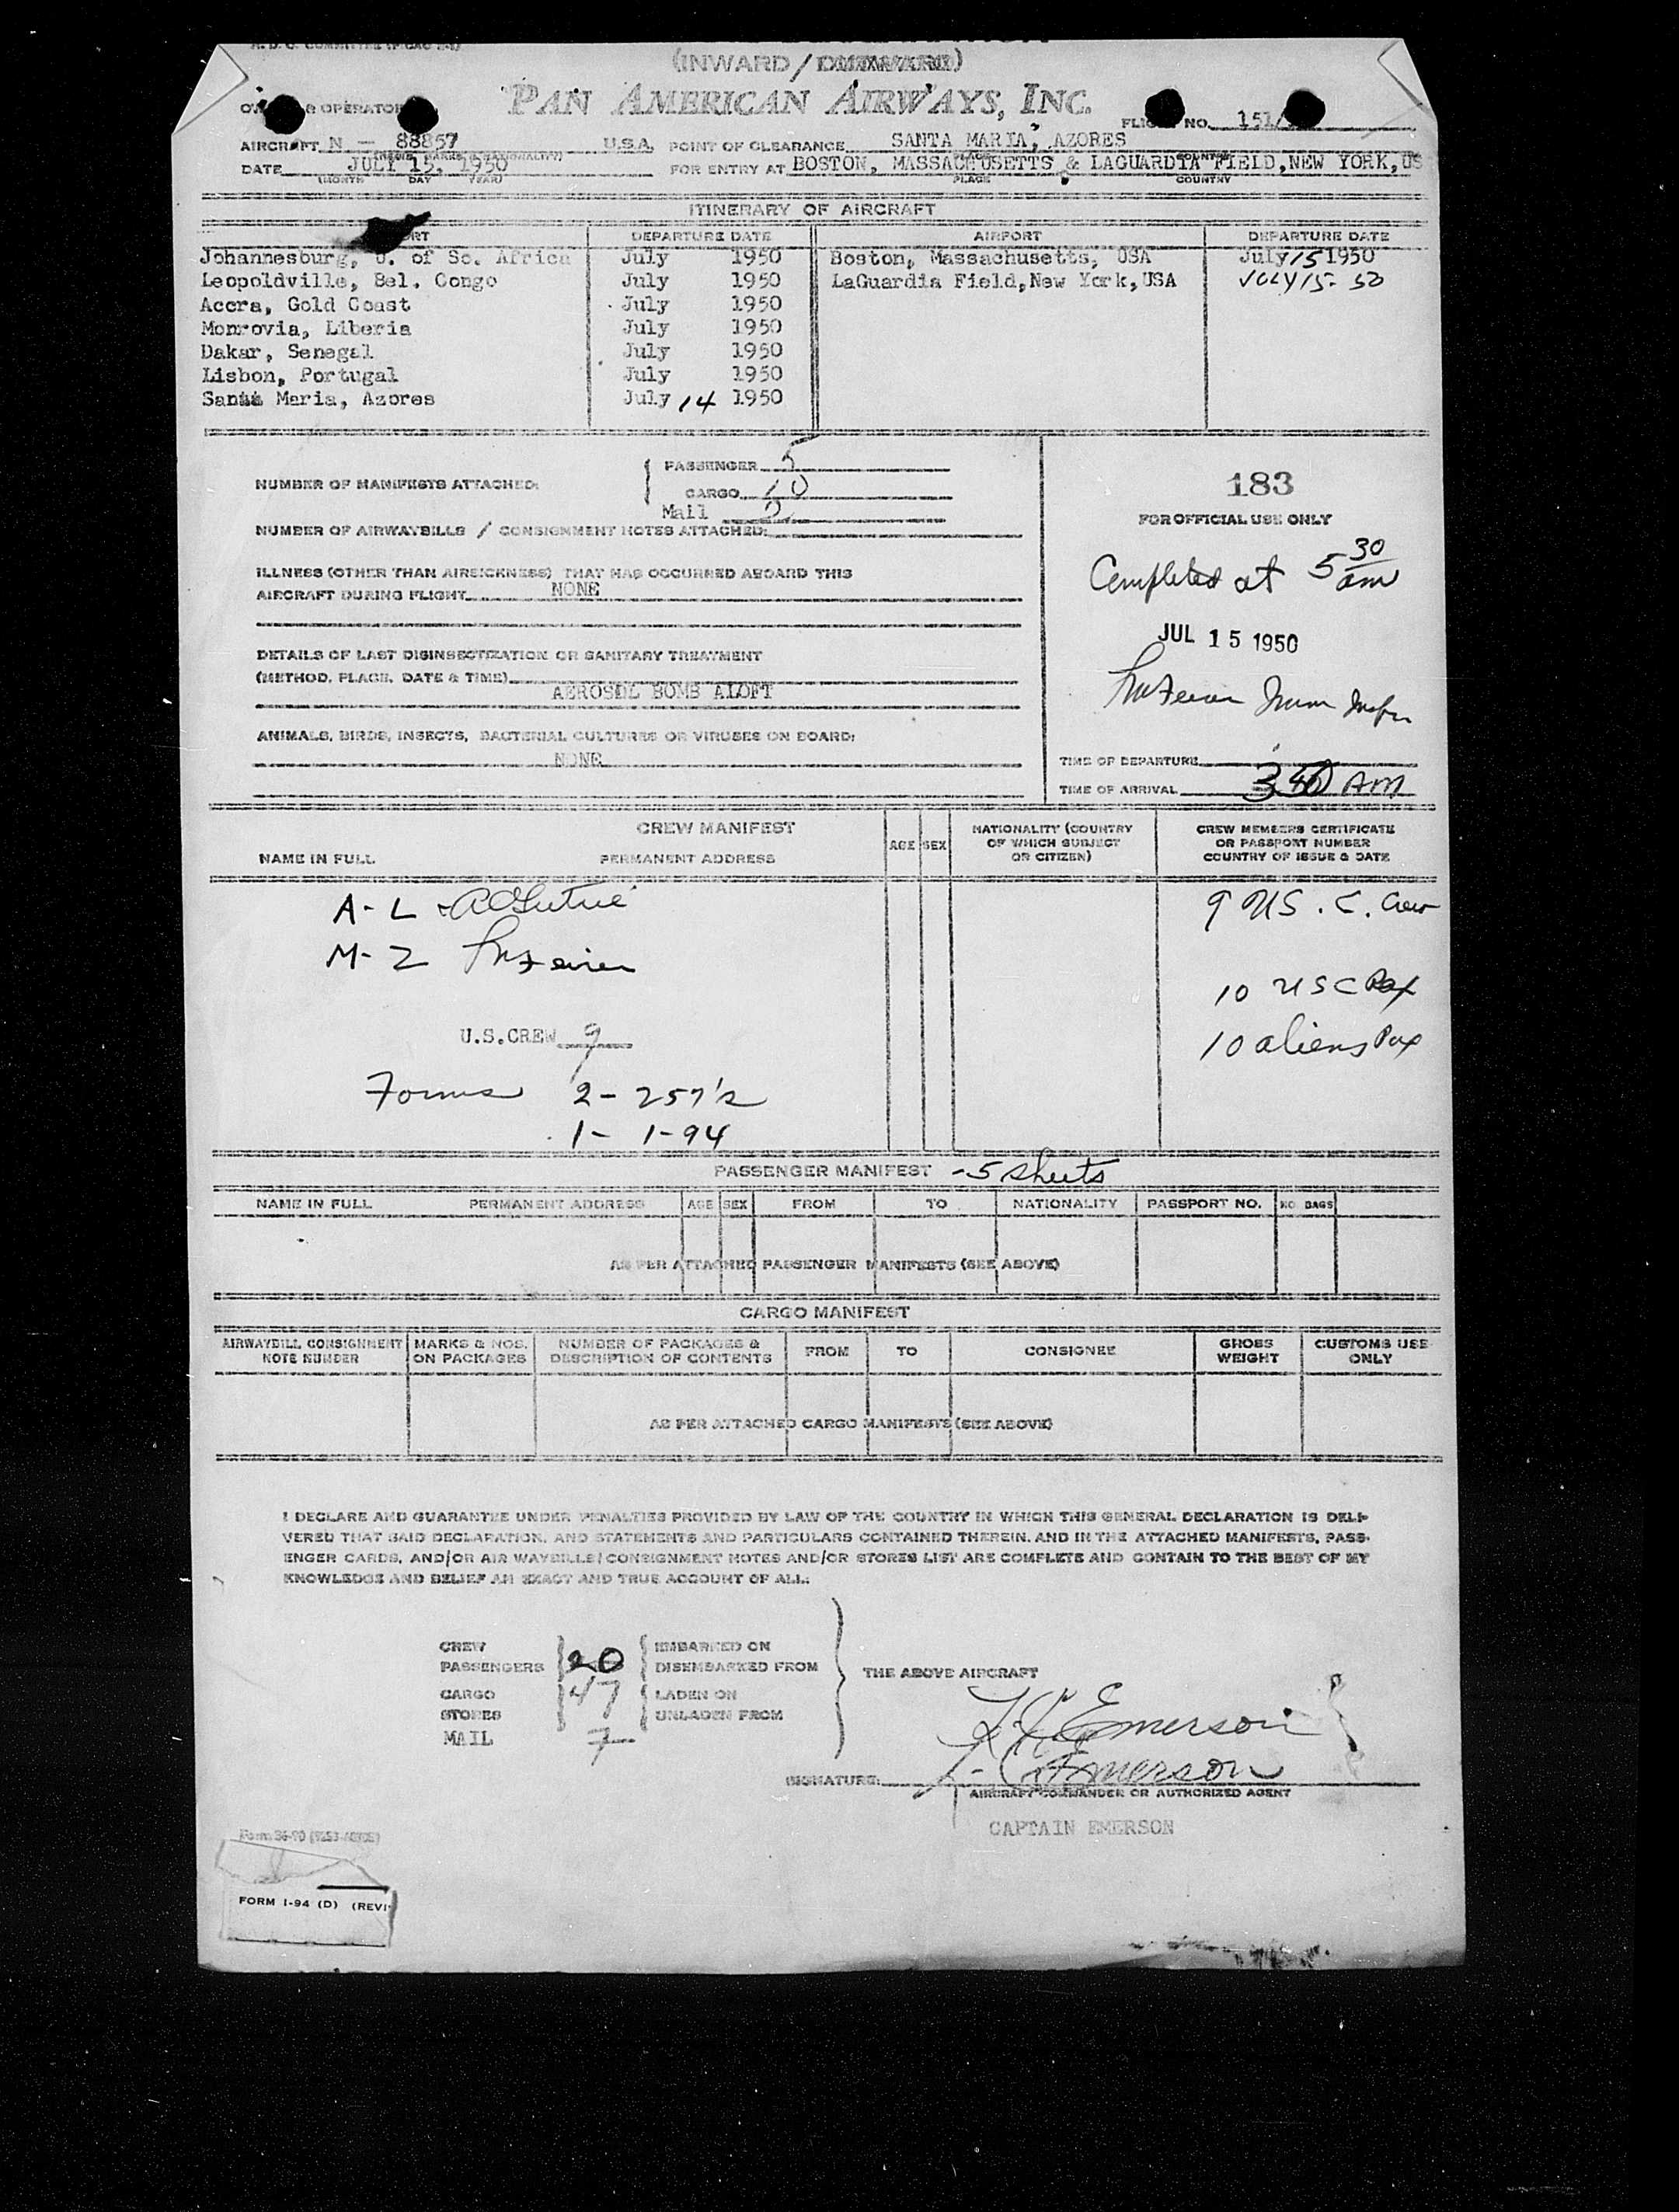 (INWARD/OUTWARD)
PAN AMERICAN AIRWAYS, INC.
OWNER & OPERATOR
FLIGHT NO. 151/
AIRCRAFT N - 88857 U.S.A. POINT OF CLEARANCE SANTA MARIA, AZORES
DATE JULY 15, 1950 FOR ENTRY AT BOSTON, MASSACHUSETTS & LAGUARDIA FIELD, NEW YORK, US
(MONTH DAY YEAR) PLACE COUNTRY
ITINERARY OF AIRCRAFT
DEPARTURE DATE AIRPORT DEPARTURE DATE
Johannesburg, U. of So. Africa July 1950 Boston, Massachusetts, USA July 15 1950
Leopoldville, Bel. Congo July 1950 LaGuardia Field, New York, USA JULY 15- 50
Accra, Gold Coast July 1950
Monrovia, Liberia July 1950
Dakar, Senegal July 1950
Lisbon, Portugal July 1950
Santa Maria, Azores July 14 1950
NUMBER OF MANIFESTS ATTACHED:
PASSENGER 5
CARGO 10
Mail 2
NUMBER OF AIRWAYBILLS / CONSIGNMENT NOTES ATTACHED:
ILLNESS (OTHER THAN AIRSICKNESS) THAT HAS OCCURRED ABOARD THIS
AIRCRAFT DURING FLIGHT NONE
DETAILS OF LAST DISINSECTIZATION OR SANITARY TREATMENT
(METHOD, PLACE, DATE & TIME)
AEROSOL BOMB ALOFT
ANIMALS, BIRDS, INSECTS, BACTERIAL CULTURES OR VIRUSES ON BOARD:
NONE
183
FOR OFFICIAL USE ONLY
Completed at 5 30 am
JUL 15 1950
Imm Inspr
TIME OF DEPARTURE
TIME OF ARRIVAL 340 AM
CREW MANIFEST
NAME IN FULL PERMANENT ADDRESS AGE SEX
NATIONALITY (COUNTRY
OF WHICH SUBJECT
OR CITIZEN)
CREW MEMBERS CERTIFICATE
OR PASSPORT NUMBER
COUNTRY OF ISSUE & DATE
A-L
9 US. C. Crew
M-Z
10 USC Pax
U.S.CREW 9
10 aliens Pax
Forms 2- 257's
1- I-94
PASSENGER MANIFEST -5 sheets
NAME IN FULL PERMANENT ADDRESS AGE SEX FROM TO NATIONALITY PASSPORT NO. NO. BAGS
AS PER ATTACHED PASSENGER MANIFESTS (SEE ABOVE)
CARGO MANIFEST
AIRWAYBILL CONSIGNMENT
NOTE NUMBER
MARKS & NOS.
ON PACKAGES
NUMBER OF PACKAGES &
DESCRIPTION OF CONTENTS
FROM TO CONSIGNEE
GROSS
WEIGHT
CUSTOMS USE
ONLY
AS PER ATTACHED CARGO MANIFESTS (SEE ABOVE)
I DECLARE AND GUARANTEE UNDER PENALTIES PROVIDED BY LAW OF THE COUNTRY IN WHICH THIS GENERAL DECLARATION IS DELI-
VERED THAT SAID DECLARATION, AND STATEMENTS AND PARTICULARS CONTAINED THEREIN, AND IN THE ATTACHED MANIFESTS, PASS-
ENGER CARDS, AND/OR AIR WAYBILLS/CONSIGNMENT NOTES AND/OR STORES LIST ARE COMPLETE AND CONTAIN TO THE BEST OF MY
KNOWLEDGE AND BELIEF AN EXACT AND TRUE ACCOUNT OF ALL:
CREW EMBARKED ON
PASSENGERS 20 DISEMBARKED FROM
THE ABOVE AIRCRAFT
CARGO 47 LADEN ON
STORES UNLADEN FROM
MAIL 7
Emerson
SIGNATURE: Emerson
AIRCRAFT COMMANDER OR AUTHORIZED AGENT
CAPTAIN EMERSON
FORM I-94 (D) (REVI